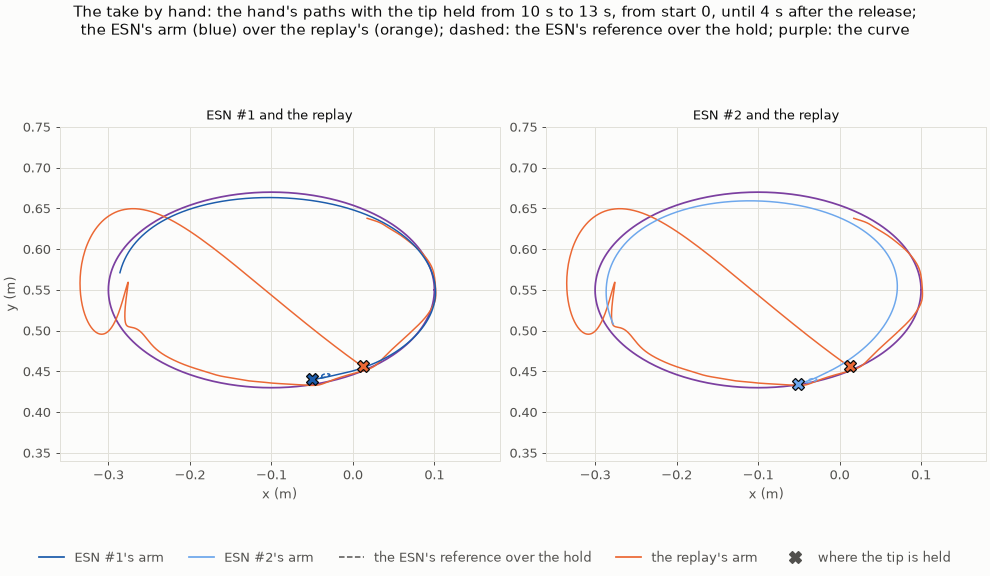 The take by hand: the hand's paths with the tip held from 10 s to 13 s, from start 0, until 4 s after the release;
the ESN's arm (blue) over the replay's (orange); dashed: the ESN's reference over the hold; purple: the curve
ESN #1 and the replay
ESN #2 and the replay
0.75
0.70
0.65
0.60
0.55
0.50
0.45
0.40
0.35
y (m)
−0.3
−0.2
−0.1
0.0
0.1
x (m)
0.75
0.70
0.65
0.60
0.55
0.50
0.45
0.40
0.35
−0.3
−0.2
−0.1
0.0
0.1
x (m)
ESN #1's arm
ESN #2's arm
the ESN's reference over the hold
the replay's arm
where the tip is held